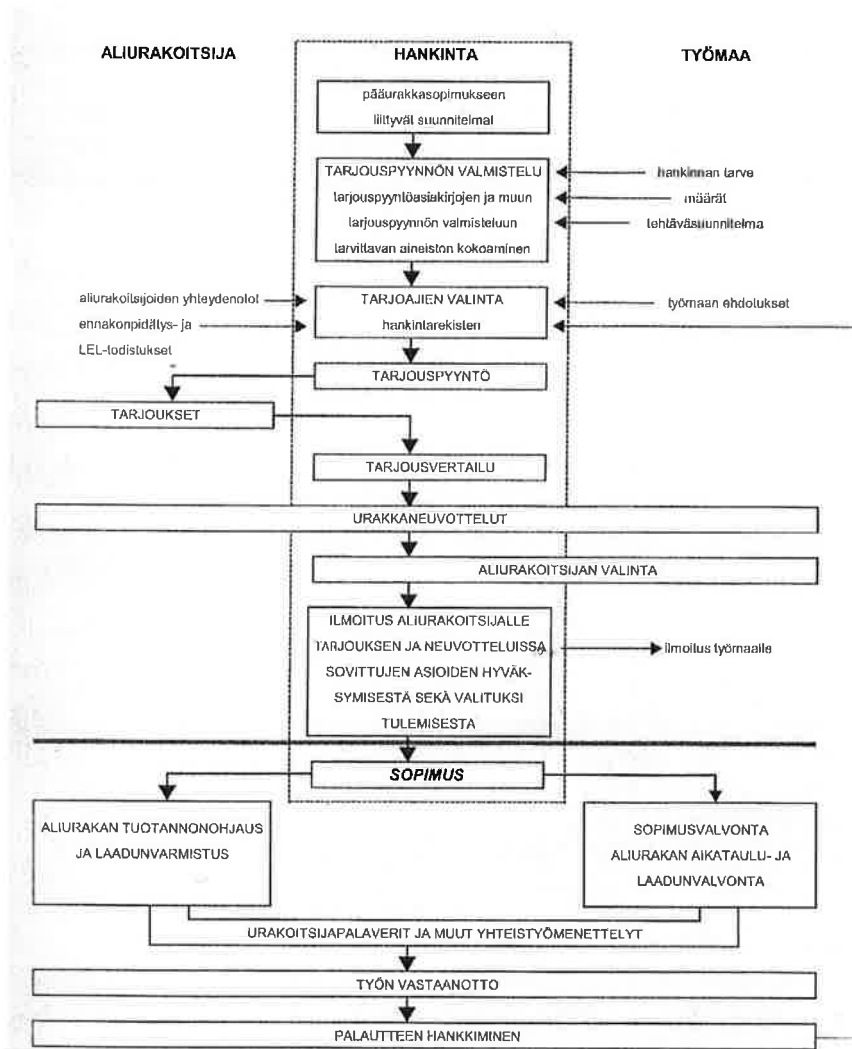 ALIURAKOITSIJA
HANKINTA
TYÖMAA
pääurakkasopimukseen
liittyvät suunnitelmat
TARJOUSPYYNNÖN VALMISTELU
tarjouspyyntöasiakirjojen ja muun
tarjouspyynnön valmisteluun
tarvittavan aineiston kokoaminen
hankinnan tarve
määrät
tehtäväsuunnitelma
aliurakoitsijoiden yhteydenotot
ennakonpidätys- ja
LEL-todistukset
TARJOAJIEN VALINTA
hankintarekisteri
työmaan ehdotukset
TARJOUSPYYNTÖ
TARJOUKSET
TARJOUSVERTAILU
URAKKANEUVOTTELUT
ALIURAKOITSIJAN VALINTA
ILMOITUS ALIURAKOITSIJALLE
TARJOUKSEN JA NEUVOTTELUISSA
SOVITTUJEN ASIOIDEN HYVÄK-
SYMISESTÄ SEKÄ VALITUKSI
TULEMISESTA
ilmoitus työmaalle
SOPIMUS
ALIURAKAN TUOTANNONOHJAUS
JA LAADUNVARMISTUS
SOPIMUSVALVONTA
ALIURAKAN AIKATAULU- JA
LAADUNVALVONTA
URAKOITSIJAPALAVERIT JA MUUT YHTEISTYÖMENETTELYT
TYÖN VASTAANOTTO
PALAUTTEEN HANKKIMINEN